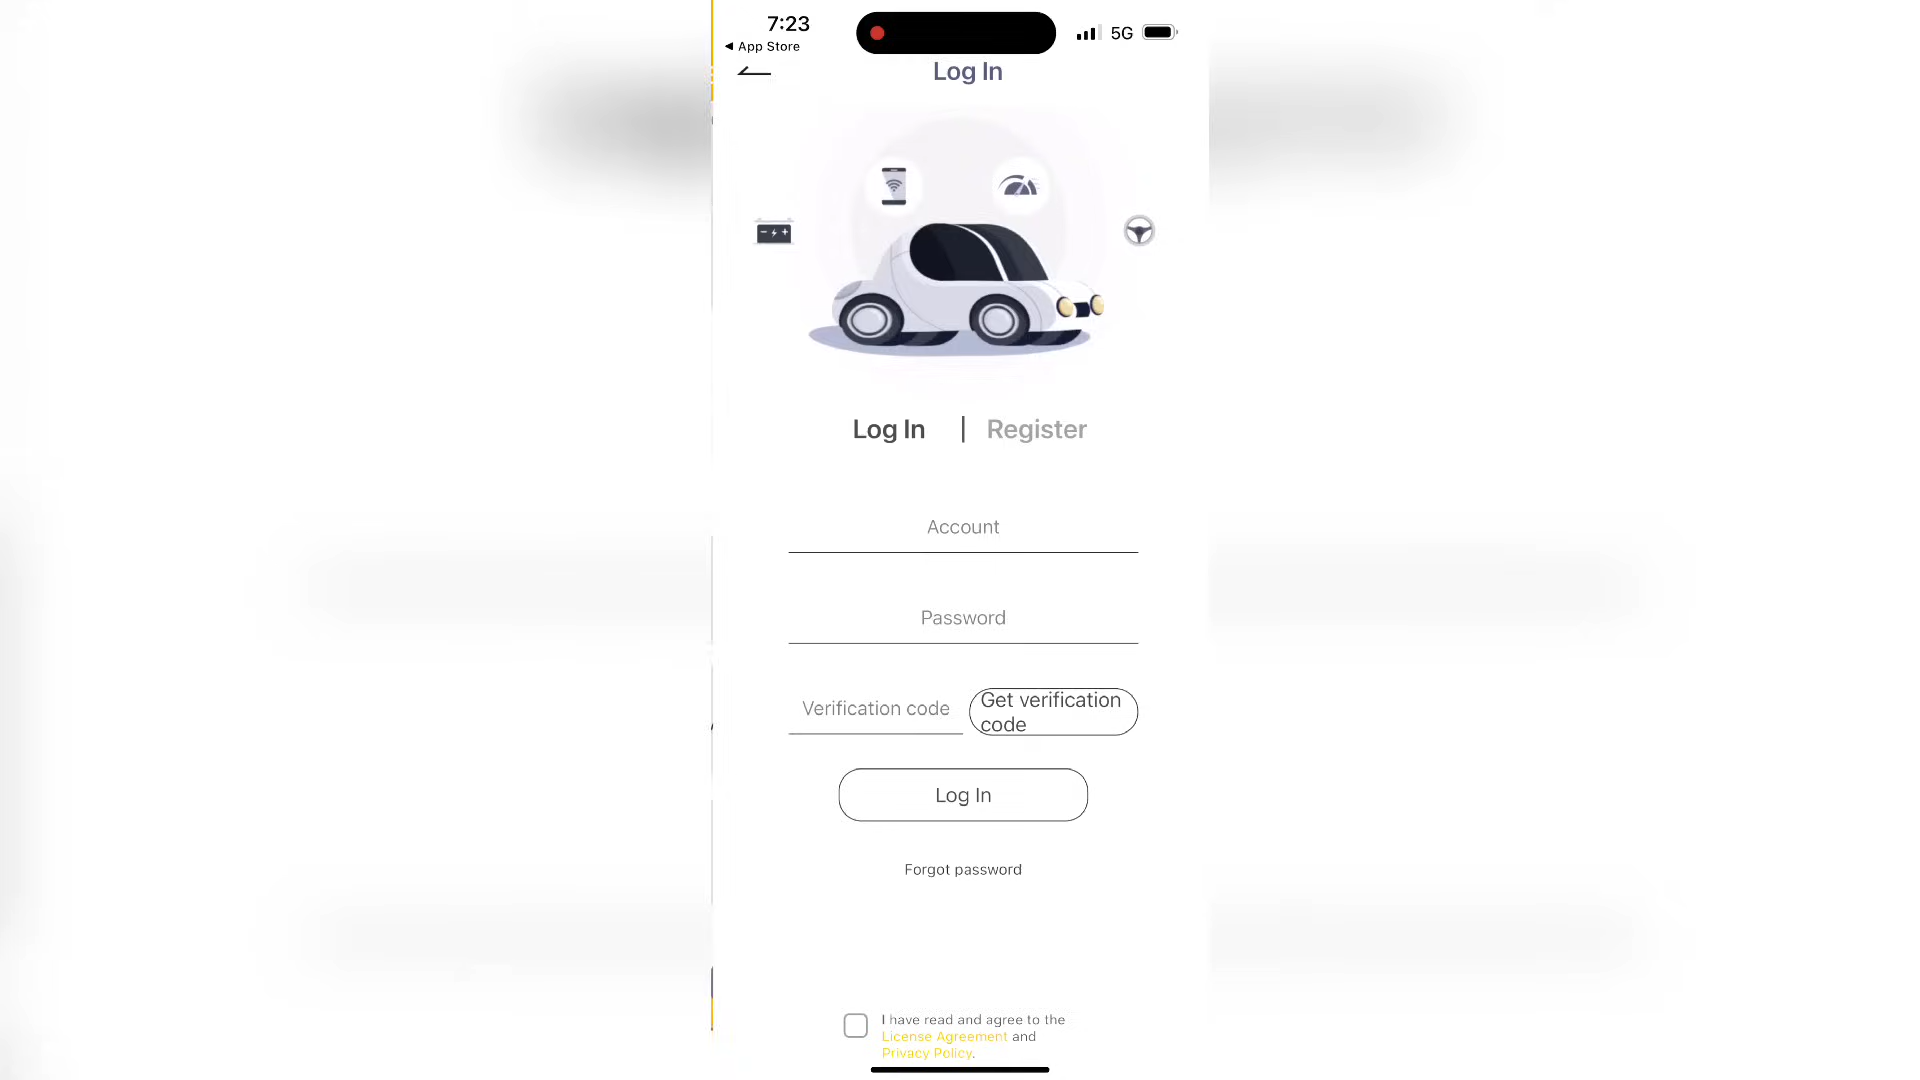 7:23
5G
◀ App Store
Log In
Log In | Register
Account
Password
Verification code
Get verification
code
Log In
Forgot password
I have read and agree to the
License Agreement and
Privacy Policy.